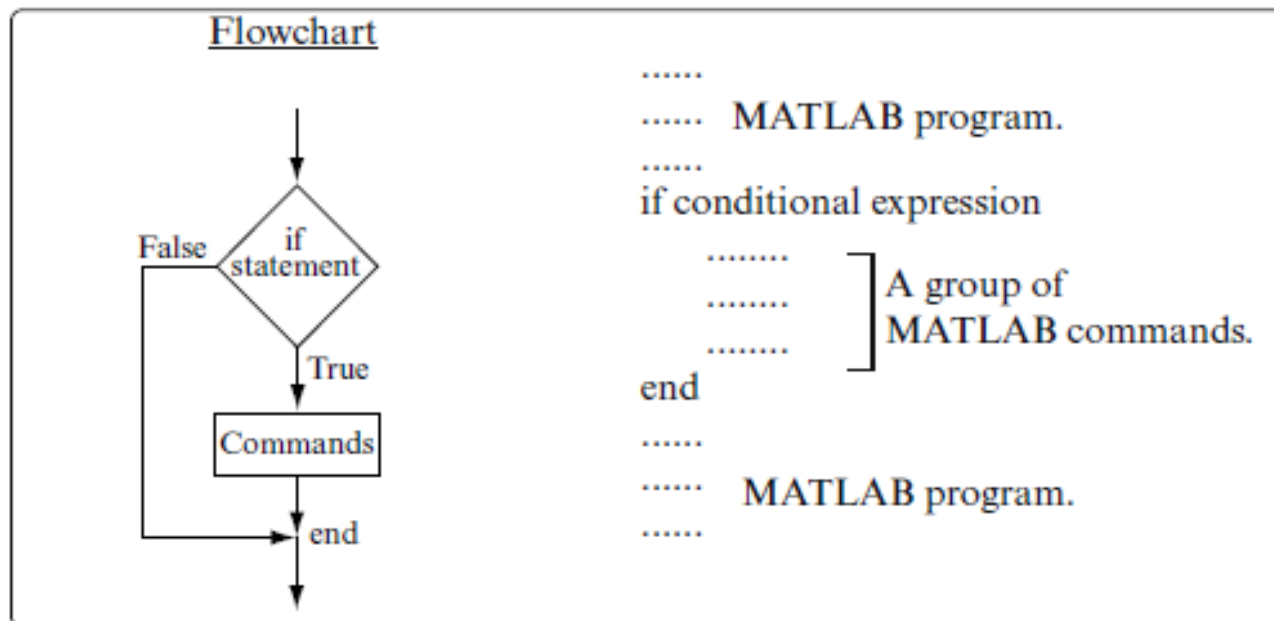 Flowchart
False
if
statement
True
Commands
end
......
...... MATLAB program.
......
if conditional expression
........
........
........
A group of
MATLAB commands.
end
......
...... MATLAB program.
......